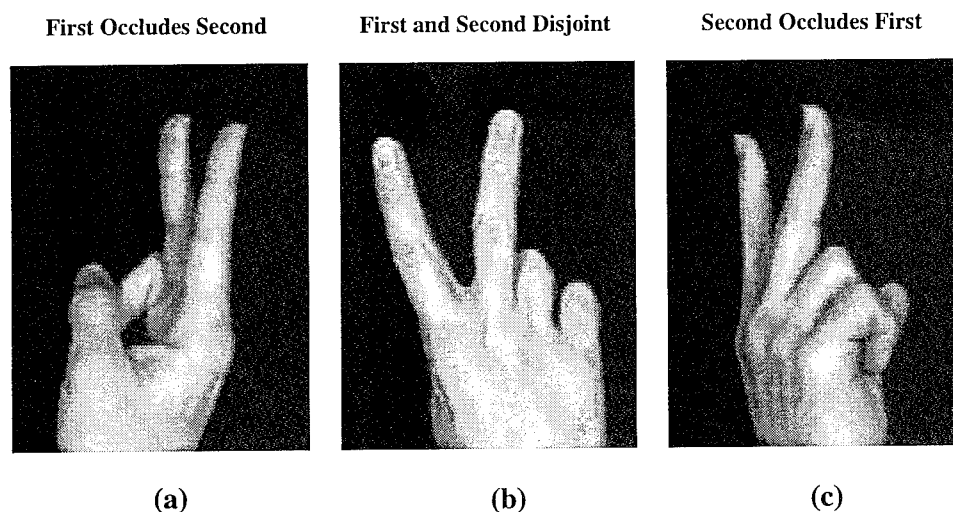 First Occludes Second
First and Second Disjoint
Second Occludes First
(a)
(b)
(c)